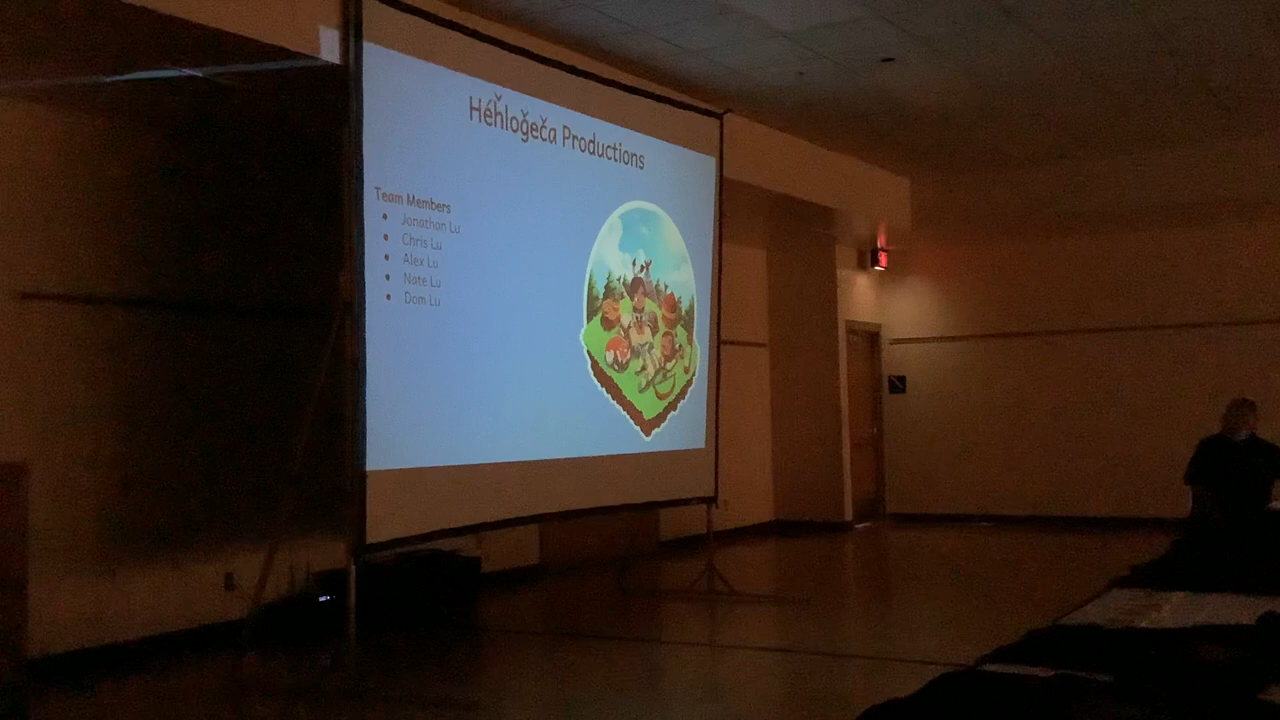 Héȟloǧeča Productions
Team Members
• Jonathan Lu
• Chris Lu
• Alex Lu
• Nate Lu
• Dom Lu